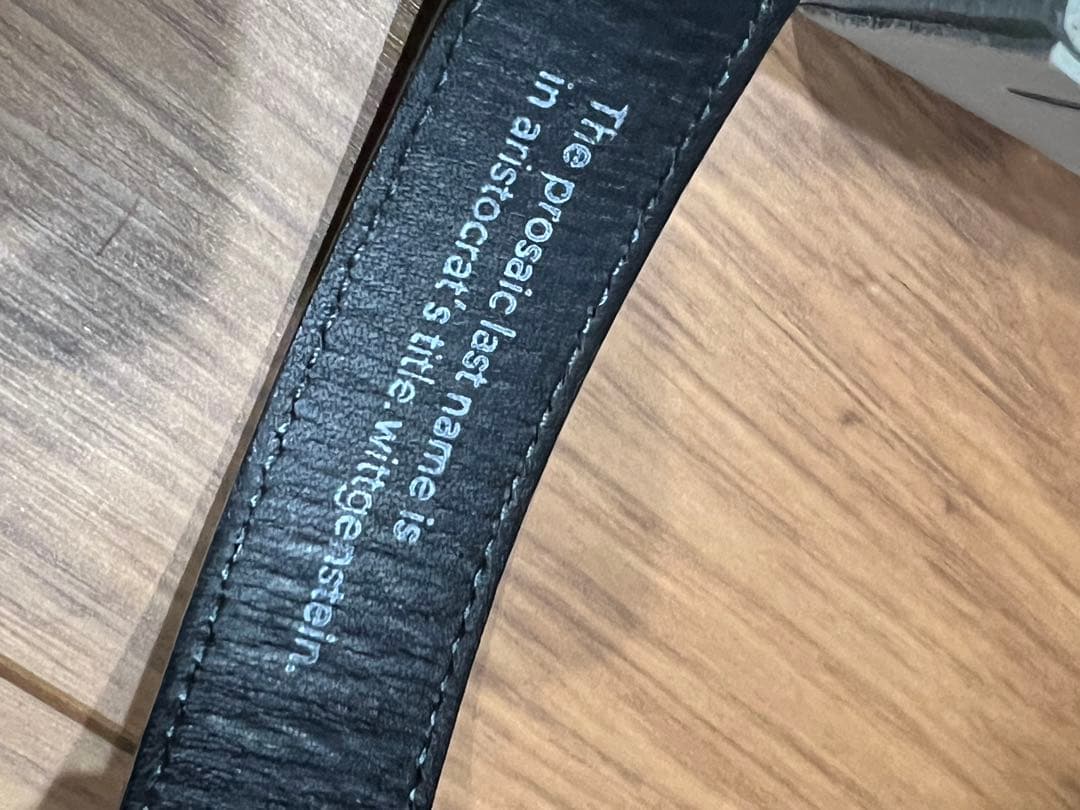 The prosaic last name is
in aristocrat's title.wittgenstein.